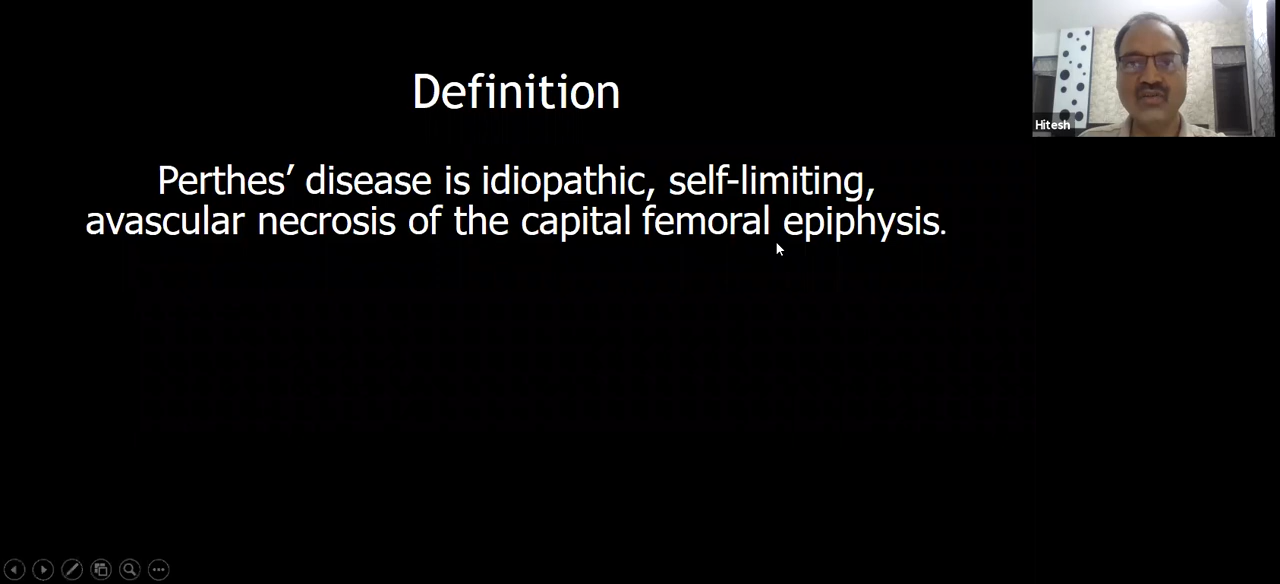 Definition
Perthes’ disease is idiopathic, self-limiting,
avascular necrosis of the capital femoral epiphysis.
Hitesh